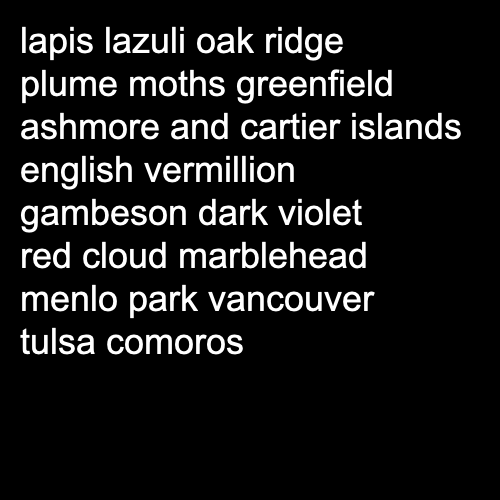 lapis lazuli oak ridge
plume moths greenfield
ashmore and cartier islands
english vermillion
gambeson dark violet
red cloud marblehead
menlo park vancouver
tulsa comoros